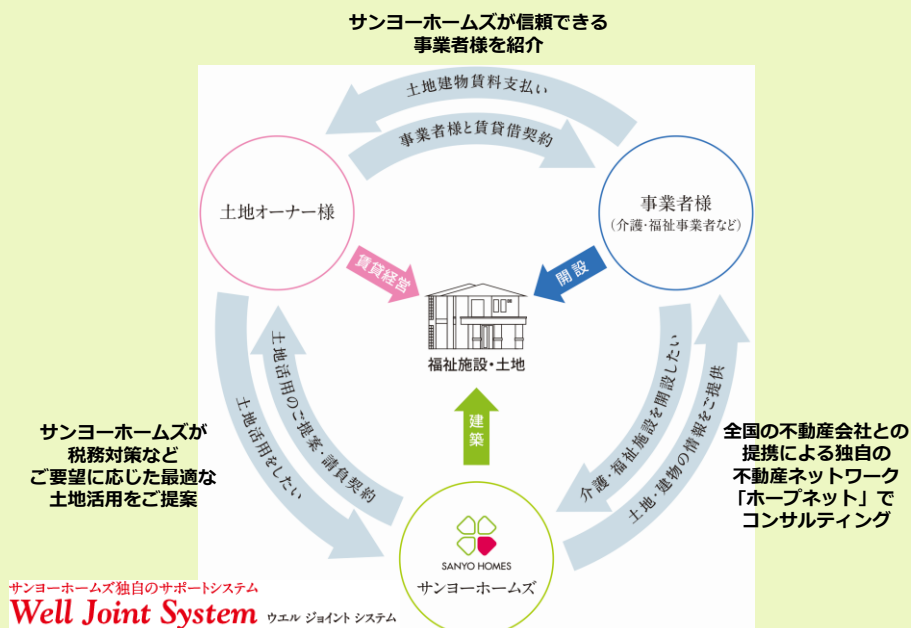 サンヨーホームズが信頼できる
事業者様を紹介
土地建物賃料支払い
事業者様と賃貸借契約
土地オーナー様
事業者様
（介護・福祉事業者など）
賃貸経営
開設
福祉施設・土地
土地活用のご提案・請負契約
土地活用をしたい
介護・福祉施設を開設したい
土地・建物の情報をご提供
建築
サンヨーホームズが
税務対策など
ご要望に応じた最適な
土地活用をご提案
全国の不動産会社との
提携による独自の
不動産ネットワーク
「ホープネット」で
コンサルティング
SANYO HOMES
サンヨーホームズ
サンヨーホームズ独自のサポートシステム
Well Joint System ウエル ジョイント システム